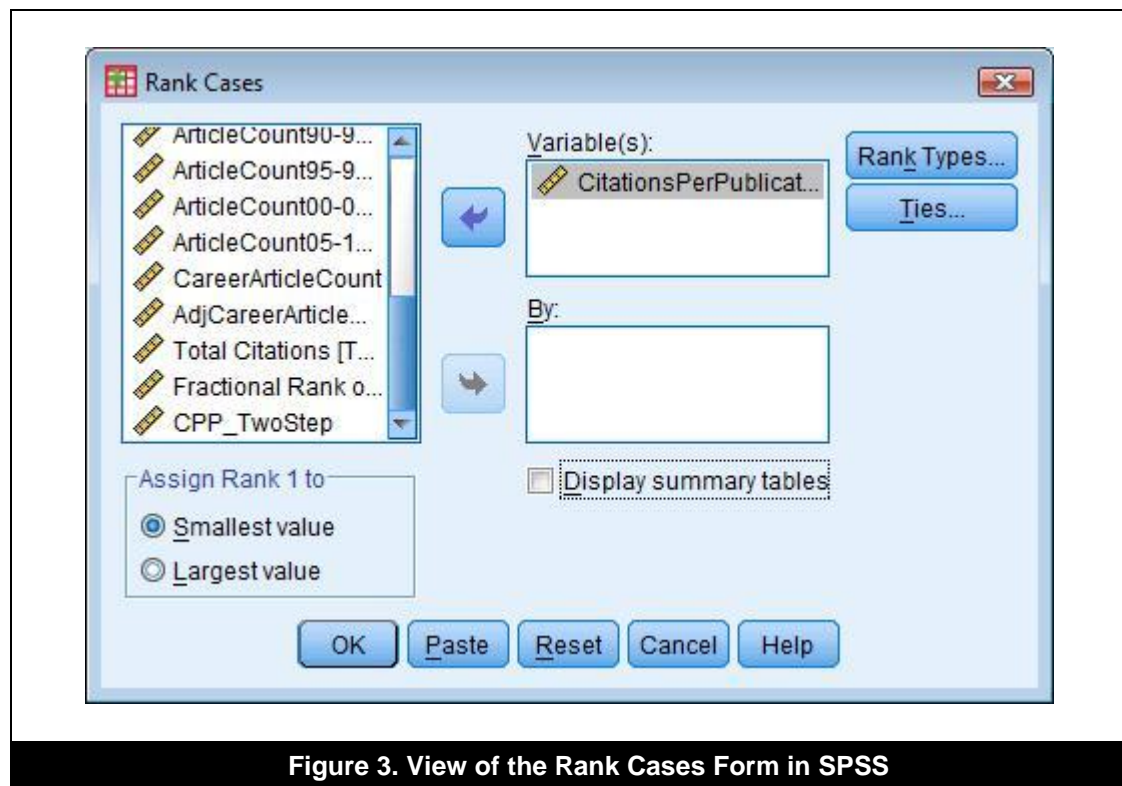 Rank Cases
ArticleCount90-9...
ArticleCount95-9...
ArticleCount00-0...
ArticleCount05-1...
CareerArticleCount
AdjCareerArticle...
Total Citations [T...
Fractional Rank o...
CPP_TwoStep
Assign Rank 1 to
Smallest value
Largest value
Variable(s):
CitationsPerPublicat...
By:
Display summary tables
Rank Types...
Ties...
OK
Paste
Reset
Cancel
Help
Figure 3. View of the Rank Cases Form in SPSS